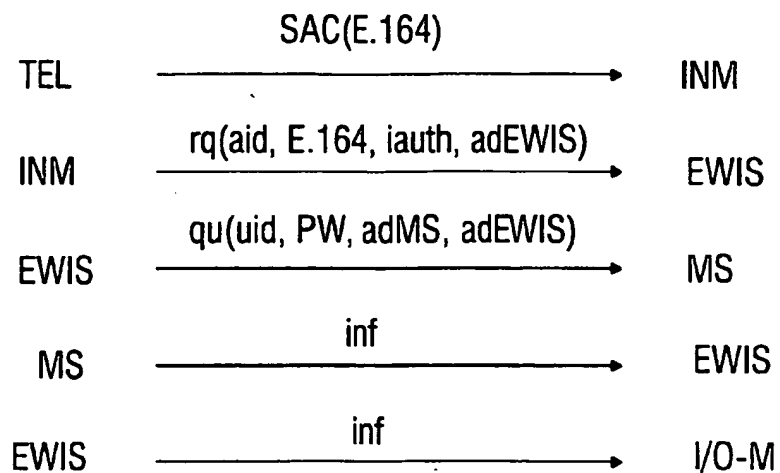 SAC(E.164)
TEL INM
rq(aid, E.164, iauth, adEWIS)
INM EWIS
qu(uid, PW, adMS, adEWIS)
EWIS MS
inf
MS EWIS
inf
EWIS I/O-M